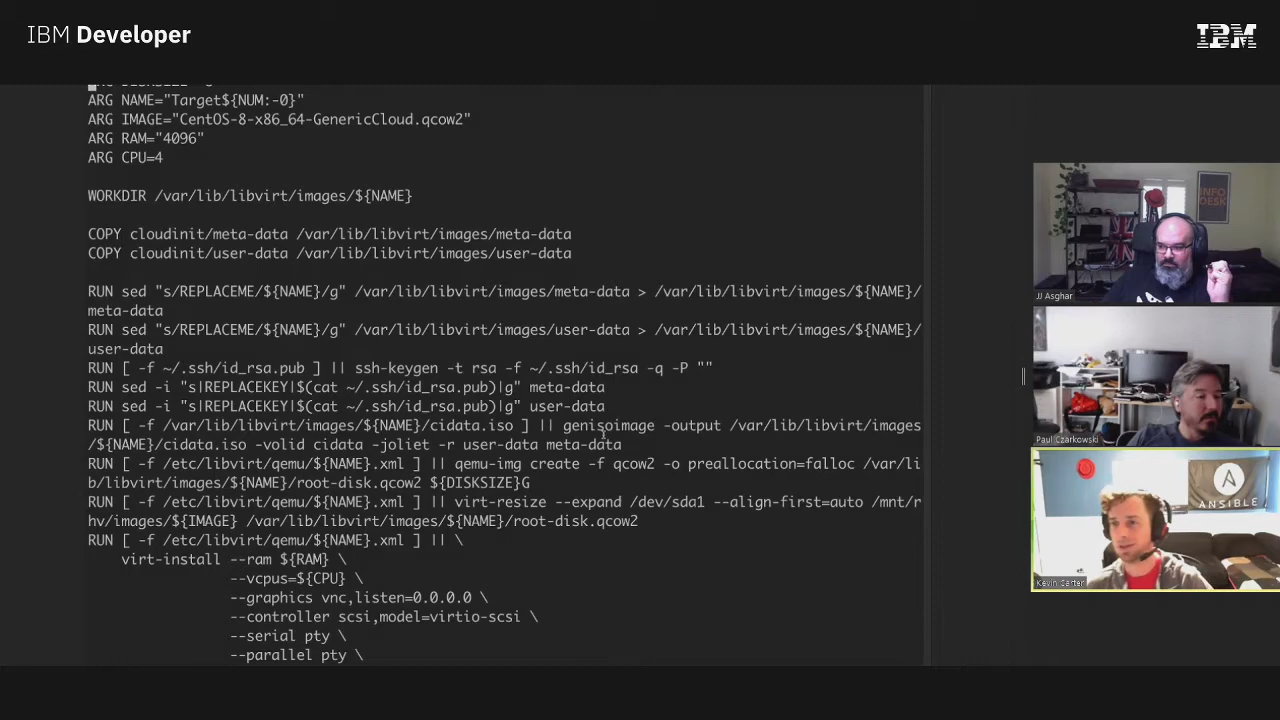 IBM Developer
IBM
ARG NAME="Target${NUM:-0}"
ARG IMAGE="CentOS-8-x86_64-GenericCloud.qcow2"
ARG RAM="4096"
ARG CPU=4
WORKDIR /var/lib/libvirt/images/${NAME}
COPY cloudinit/meta-data /var/lib/libvirt/images/meta-data
COPY cloudinit/user-data /var/lib/libvirt/images/user-data
RUN sed "s/REPLACEME/${NAME}/g" /var/lib/libvirt/images/meta-data > /var/lib/libvirt/images/${NAME}/
meta-data
RUN sed "s/REPLACEME/${NAME}/g" /var/lib/libvirt/images/user-data > /var/lib/libvirt/images/${NAME}/
user-data
RUN [ -f ~/.ssh/id_rsa.pub ] || ssh-keygen -t rsa -f ~/.ssh/id_rsa -q -P ""
RUN sed -i "s|REPLACEKEY|$(cat ~/.ssh/id_rsa.pub)|g" meta-data
RUN sed -i "s|REPLACEKEY|$(cat ~/.ssh/id_rsa.pub)|g" user-data
RUN [ -f /var/lib/libvirt/images/${NAME}/cidata.iso ] || genisoimage -output /var/lib/libvirt/images
/${NAME}/cidata.iso -volid cidata -joliet -r user-data meta-data
RUN [ -f /etc/libvirt/qemu/${NAME}.xml ] || qemu-img create -f qcow2 -o preallocation=falloc /var/li
b/libvirt/images/${NAME}/root-disk.qcow2 ${DISKSIZE}G
RUN [ -f /etc/libvirt/qemu/${NAME}.xml ] || virt-resize --expand /dev/sda1 --align-first=auto /mnt/r
hv/images/${IMAGE} /var/lib/libvirt/images/${NAME}/root-disk.qcow2
RUN [ -f /etc/libvirt/qemu/${NAME}.xml ] || \
virt-install --ram ${RAM} \
--vcpus=${CPU} \
--graphics vnc,listen=0.0.0.0 \
--controller scsi,model=virtio-scsi \
--serial pty \
--parallel pty \
INFO
DESK
JJ Asghar
Paul Czarkowski
ANSIBLE
Kevin Carter